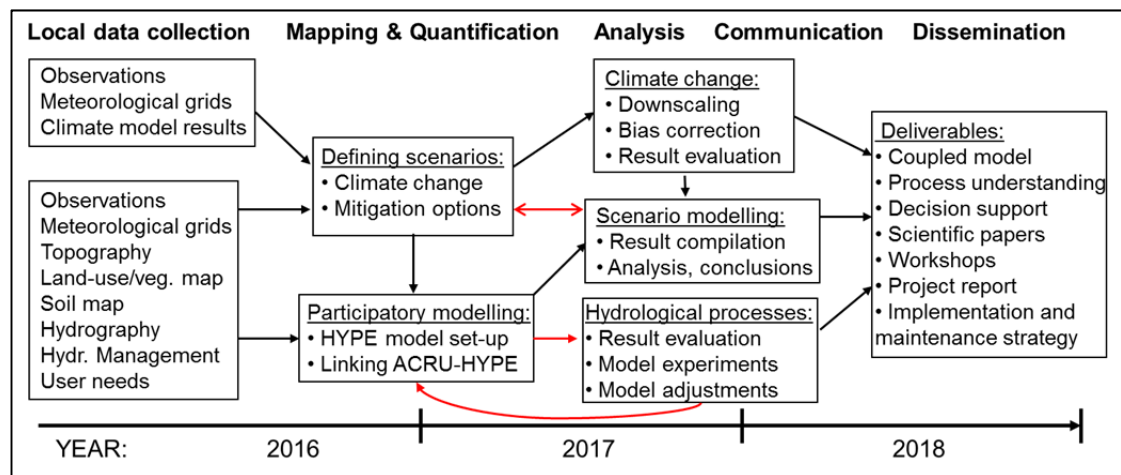 Local data collection
Mapping & Quantification
Analysis
Communication
Dissemination
Observations
Meteorological grids
Climate model results
Observations
Meteorological grids
Topography
Land-use/veg. map
Soil map
Hydrography
Hydr. Management
User needs
Defining scenarios:
• Climate change
• Mitigation options
Participatory modelling:
• HYPE model set-up
• Linking ACRU-HYPE
Climate change:
• Downscaling
• Bias correction
• Result evaluation
Scenario modelling:
• Result compilation
• Analysis, conclusions
Hydrological processes:
• Result evaluation
• Model experiments
• Model adjustments
Deliverables:
• Coupled model
• Process understanding
• Decision support
• Scientific papers
• Workshops
• Project report
• Implementation and
maintenance strategy
YEAR:
2016
2017
2018